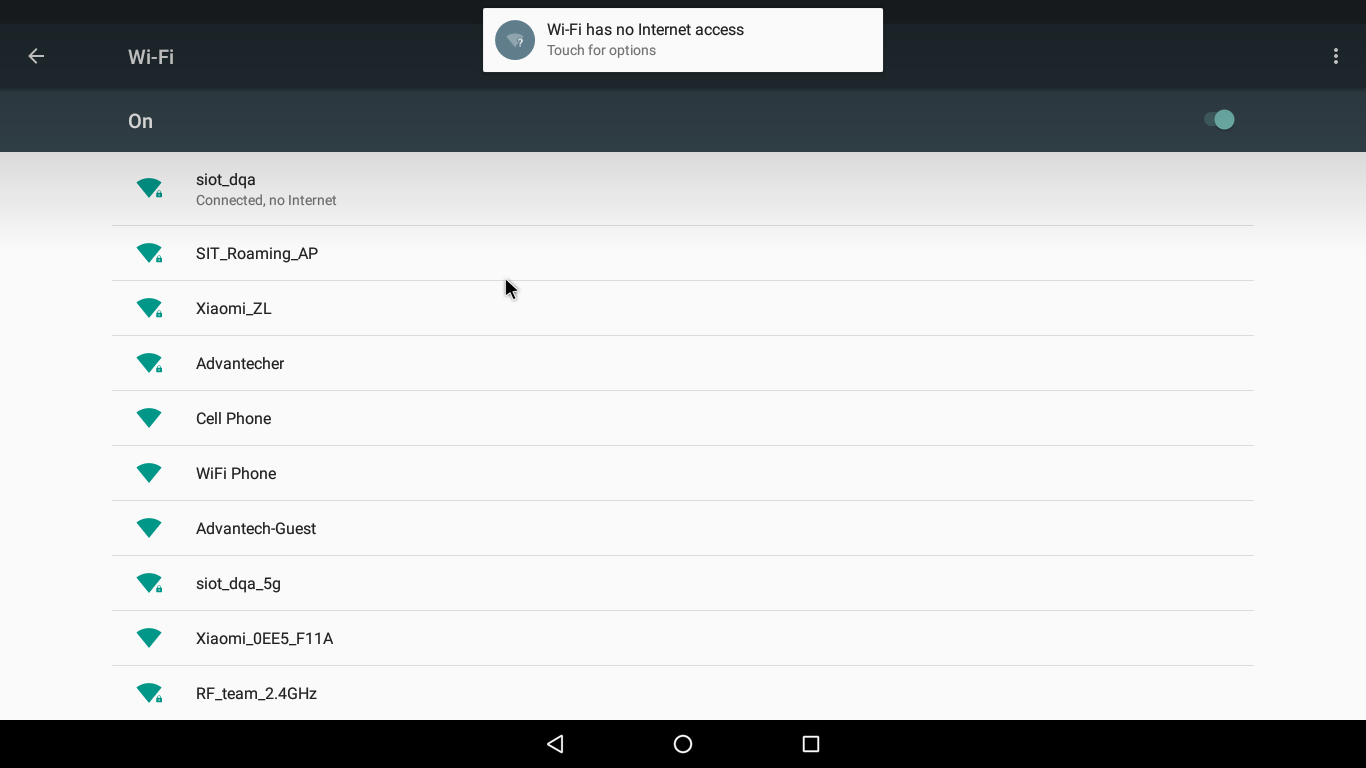 Wi-Fi has no Internet access
Touch for options
Wi-Fi
On
siot_dqa
Connected, no Internet
SIT_Roaming_AP
Xiaomi_ZL
Advantecher
Cell Phone
WiFi Phone
Advantech-Guest
siot_dqa_5g
Xiaomi_0EE5_F11A
RF_team_2.4GHz